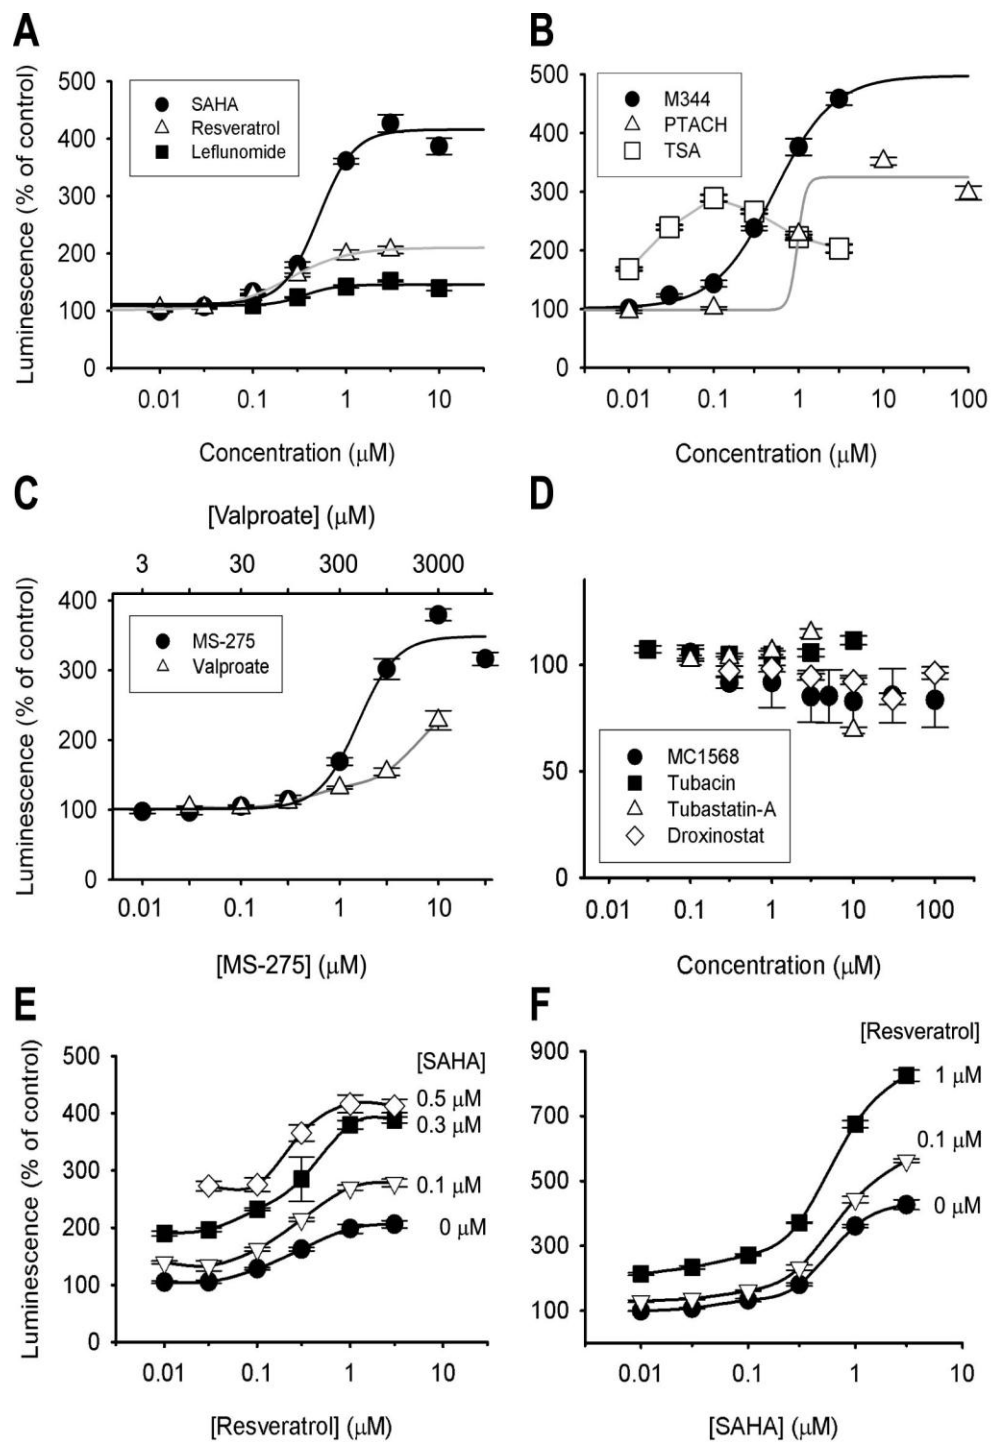 A
Luminescence (% of control)
500
400
300
200
100
0
SAHA
Resveratrol
Leflunomide
0.01
0.1
1
10
Concentration (μM)
B
500
400
300
200
100
0
M344
PTACH
TSA
0.01
0.1
1
10
100
Concentration (μM)
C
[Valproate] (μM)
3
30
300
3000
Luminescence (% of control)
400
300
200
100
0
MS-275
Valproate
0.01
0.1
1
10
[MS-275] (μM)
D
100
50
0
MC1568
Tubacin
Tubastatin-A
Droxinostat
0.01
0.1
1
10
100
Concentration (μM)
E
Luminescence (% of control)
500
400
300
200
100
0
[SAHA]
0.5 μM
0.3 μM
0.1 μM
0 μM
0.01
0.1
1
10
[Resveratrol] (μM)
F
[Resveratrol]
900
700
500
300
100
1 μM
0.1 μM
0 μM
0.01
0.1
1
10
[SAHA] (μM)